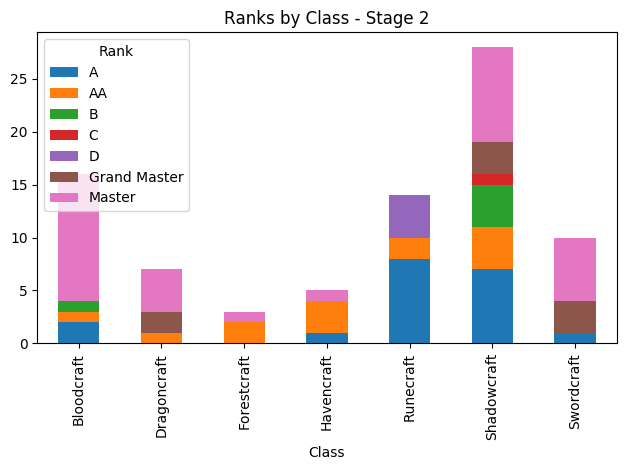 Ranks by Class - Stage 2
Rank
A
AA
B
C
D
Grand Master
Master
25
20
15
10
5
0
Bloodcraft
Dragoncraft
Forestcraft
Havencraft
Runecraft
Shadowcraft
Swordcraft
Class